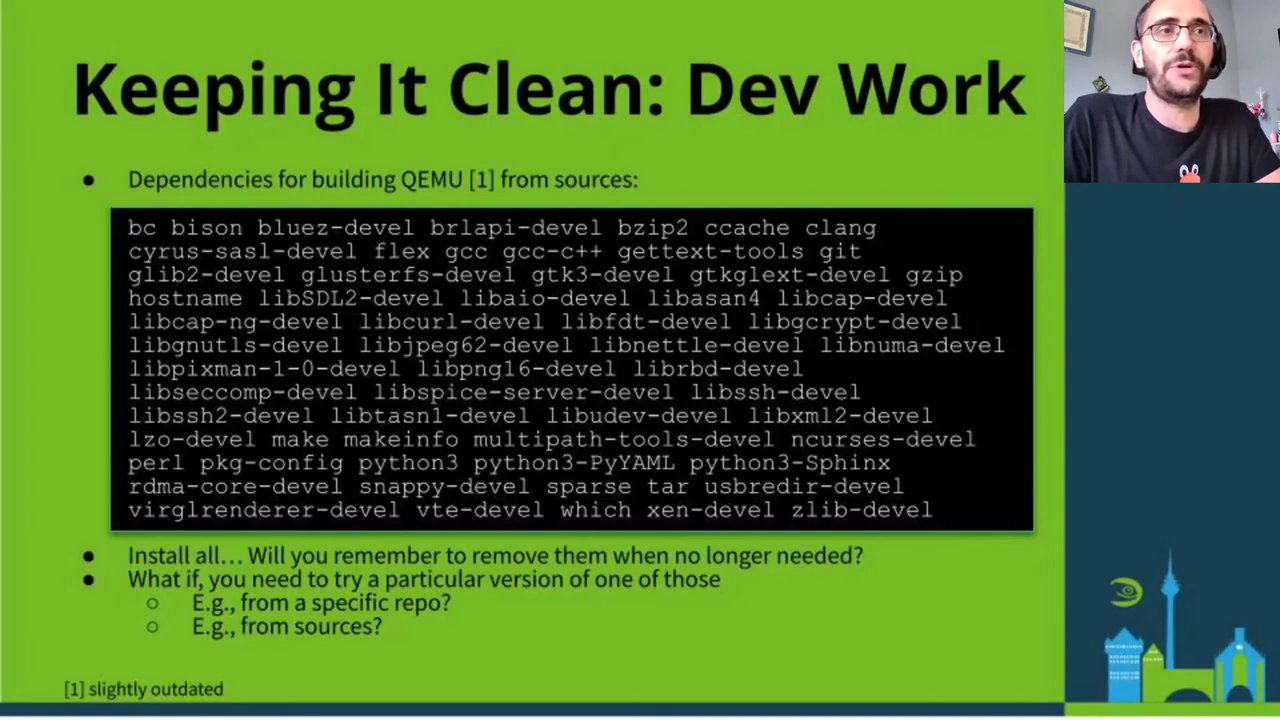 Keeping It Clean: Dev Work
● Dependencies for building QEMU [1] from sources:
bc bison bluez-devel brlapi-devel bzip2 ccache clang
cyrus-sasl-devel flex gcc gcc-c++ gettext-tools git
glib2-devel glusterfs-devel gtk3-devel gtkglext-devel gzip
hostname libSDL2-devel libaio-devel libasan4 libcap-devel
libcap-ng-devel libcurl-devel libfdt-devel libgcrypt-devel
libgnutls-devel libjpeg62-devel libnettle-devel libnuma-devel
libpixman-1-0-devel libpng16-devel librbd-devel
libseccomp-devel libspice-server-devel libssh-devel
libssh2-devel libtasn1-devel libudev-devel libxml2-devel
lzo-devel make makeinfo multipath-tools-devel ncurses-devel
perl pkg-config python3 python3-PyYAML python3-Sphinx
rdma-core-devel snappy-devel sparse tar usbredir-devel
virglrenderer-devel vte-devel which xen-devel zlib-devel
● Install all… Will you remember to remove them when no longer needed?
● What if, you need to try a particular version of one of those
○ E.g., from a specific repo?
○ E.g., from sources?
[1] slightly outdated